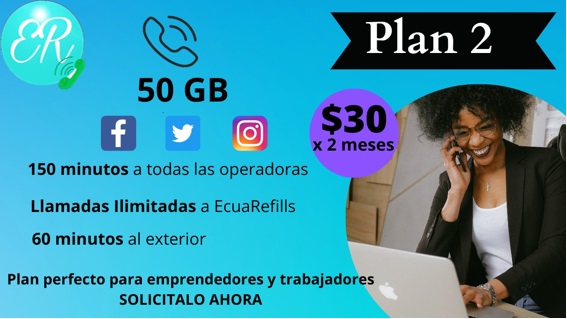 ER
Plan 2
50 GB
$30
x 2 meses
150 minutos a todas las operadoras
Llamadas Ilimitadas a EcuaRefills
60 minutos al exterior
Plan perfecto para emprendedores y trabajadores
SOLICITALO AHORA